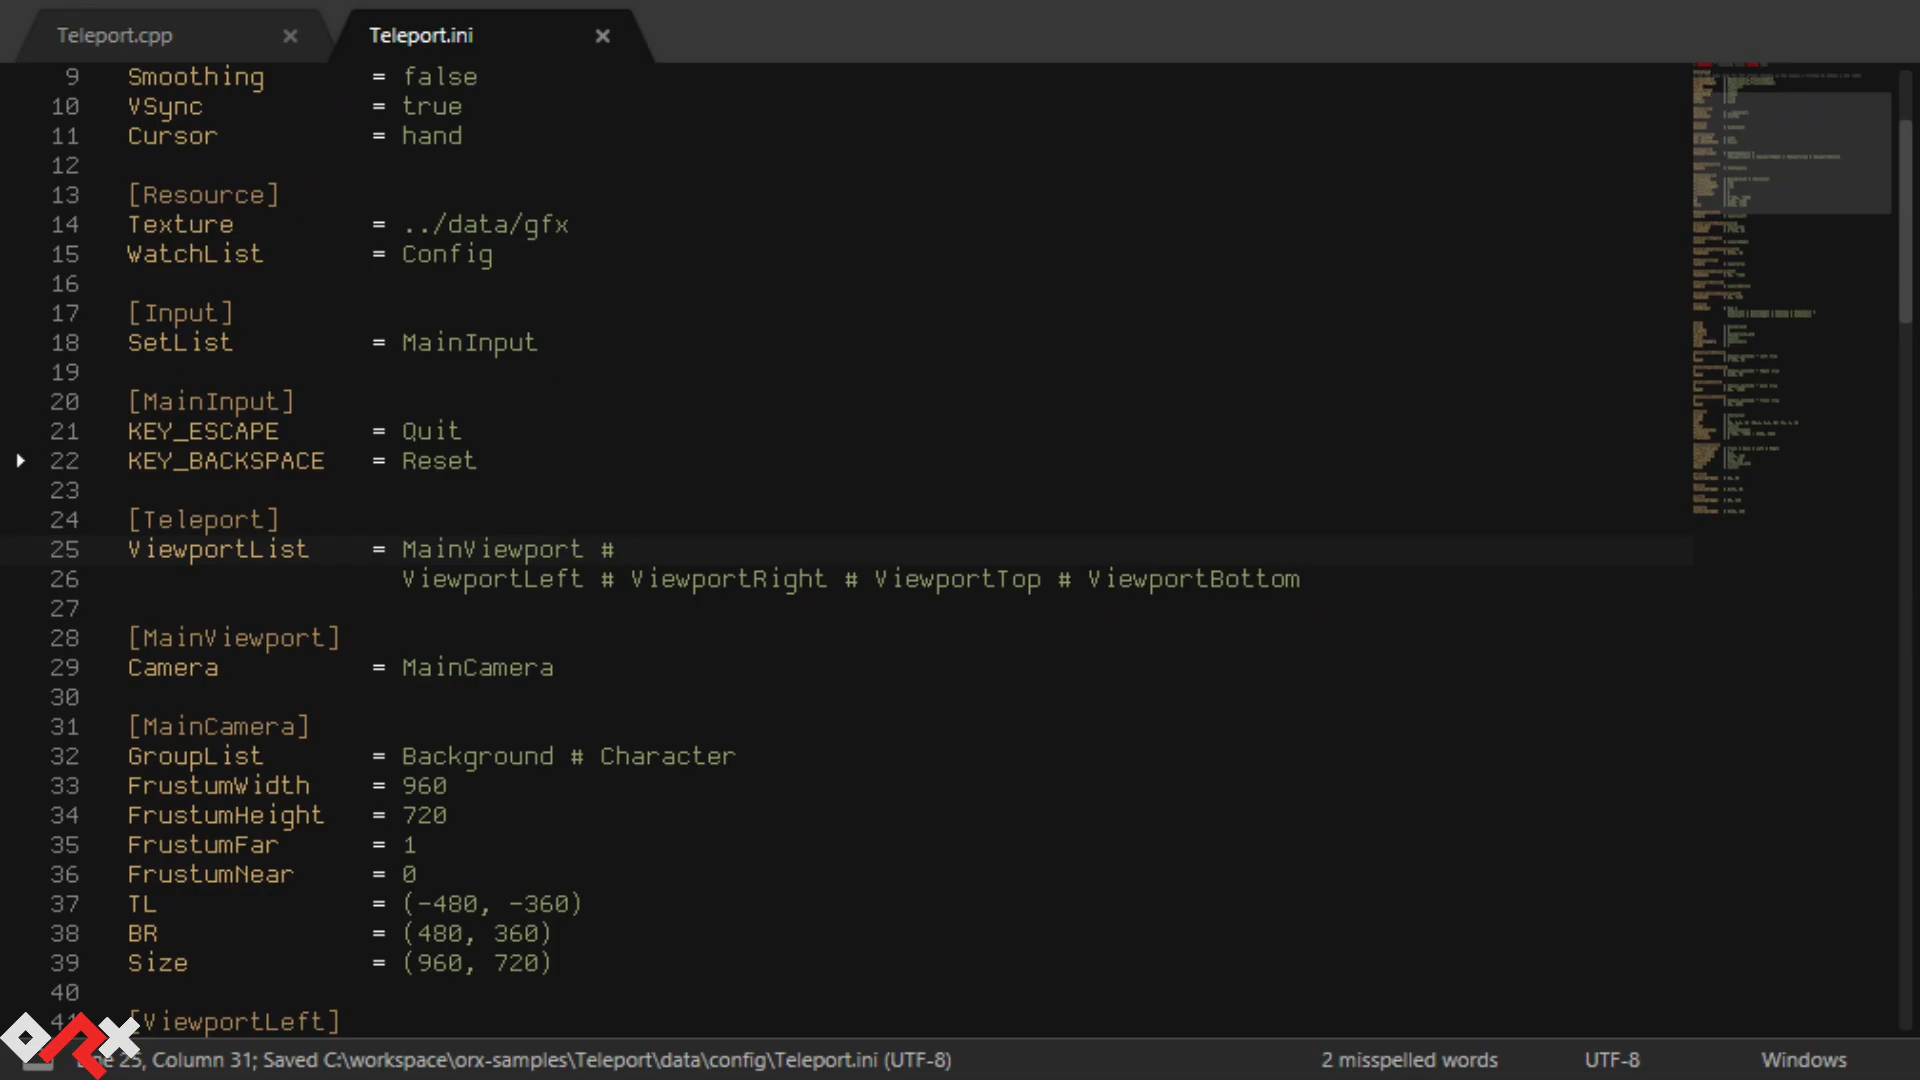 Teleport.cpp ×
Teleport.ini ×
9 Smoothing = false
10 VSync = true
11 Cursor = hand
12
13 [Resource]
14 Texture = ../data/gfx
15 WatchList = Config
16
17 [Input]
18 SetList = MainInput
19
20 [MainInput]
21 KEY_ESCAPE = Quit
22 KEY_BACKSPACE = Reset
23
24 [Teleport]
25 ViewportList = MainViewport #
26 ViewportLeft # ViewportRight # ViewportTop # ViewportBottom
27
28 [MainViewport]
29 Camera = MainCamera
30
31 [MainCamera]
32 GroupList = Background # Character
33 FrustumWidth = 960
34 FrustumHeight = 720
35 FrustumFar = 1
36 FrustumNear = 0
37 TL = (-480, -360)
38 BR = (480, 360)
39 Size = (960, 720)
40
41 [ViewportLeft]
orx
Line 25, Column 31; Saved C:\workspace\orx-samples\Teleport\data\config\Teleport.ini (UTF-8) 2 misspelled words UTF-8 Windows